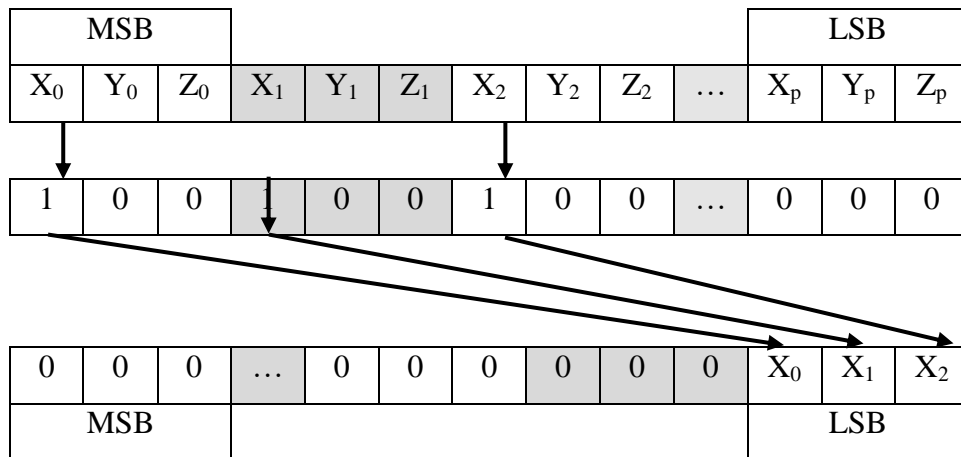 MSB LSB
X₀ Y₀ Z₀ X₁ Y₁ Z₁ X₂ Y₂ Z₂ … Xₚ Yₚ Zₚ
1 0 0 1 0 0 1 0 0 … 0 0 0
0 0 0 … 0 0 0 0 0 0 X₀ X₁ X₂
MSB LSB